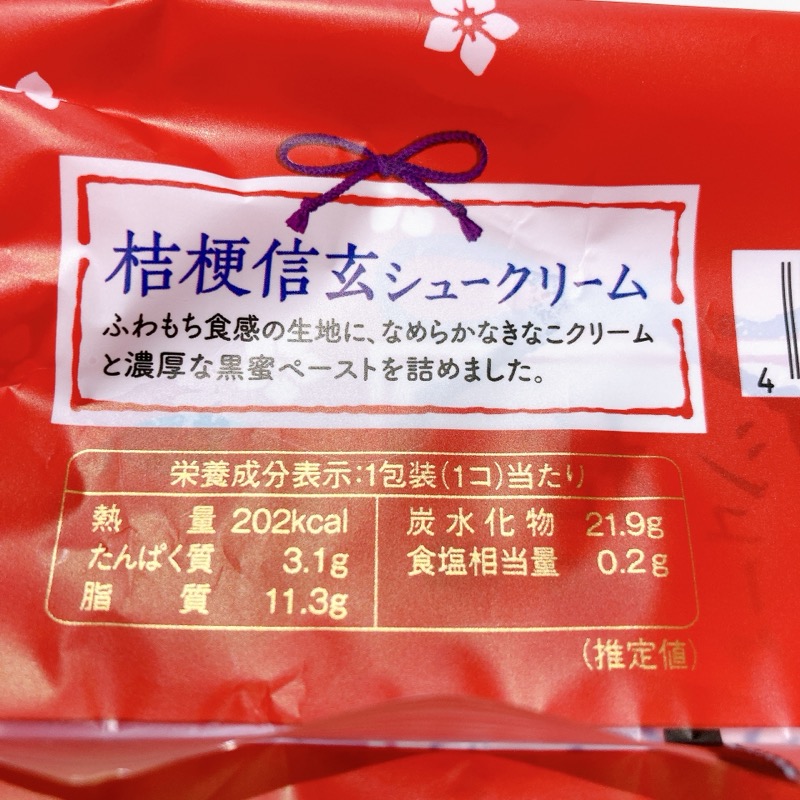 桔梗信玄シュークリーム
ふわもち食感の生地に、なめらかなきなこクリーム
と濃厚な黒蜜ペーストを詰めました。
栄養成分表示:1包装(1コ)当たり
熱量 202kcal
たんぱく質 3.1g
脂質 11.3g
炭水化物 21.9g
食塩相当量 0.2g
(推定値)
4